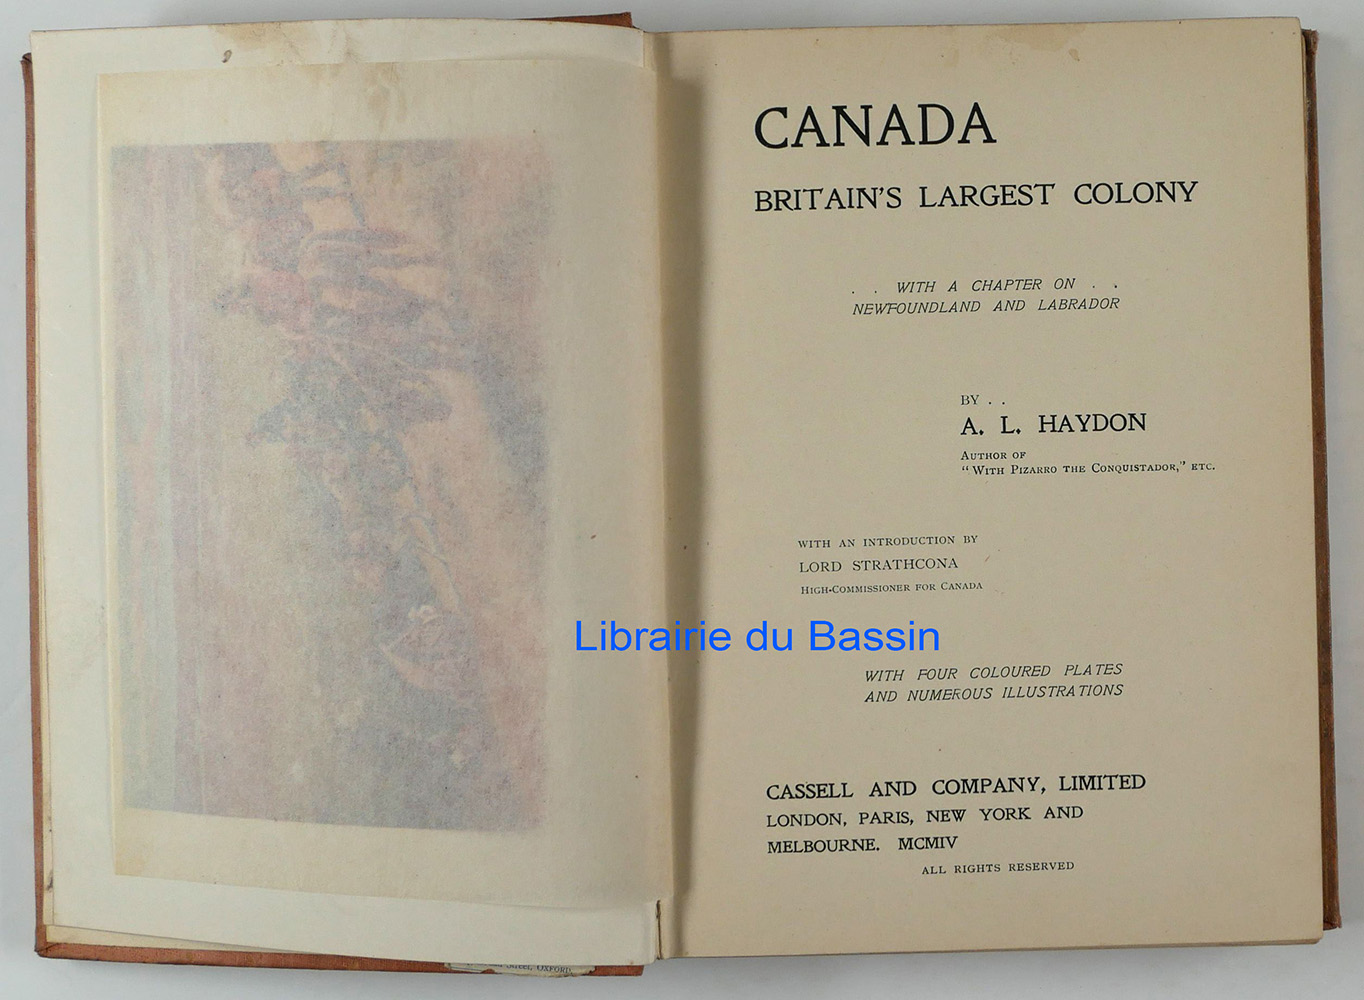 CANADA
BRITAIN'S LARGEST COLONY
. . WITH A CHAPTER ON . .
NEWFOUNDLAND AND LABRADOR
BY . .
A. L. HAYDON
AUTHOR OF
"WITH PIZARRO THE CONQUISTADOR," ETC.
WITH AN INTRODUCTION BY
LORD STRATHCONA
HIGH-COMMISSIONER FOR CANADA
Librairie du Bassin
WITH FOUR COLOURED PLATES
AND NUMEROUS ILLUSTRATIONS
CASSELL AND COMPANY, LIMITED
LONDON, PARIS, NEW YORK AND
MELBOURNE. MCMIV
ALL RIGHTS RESERVED
STREET, OXFORD.